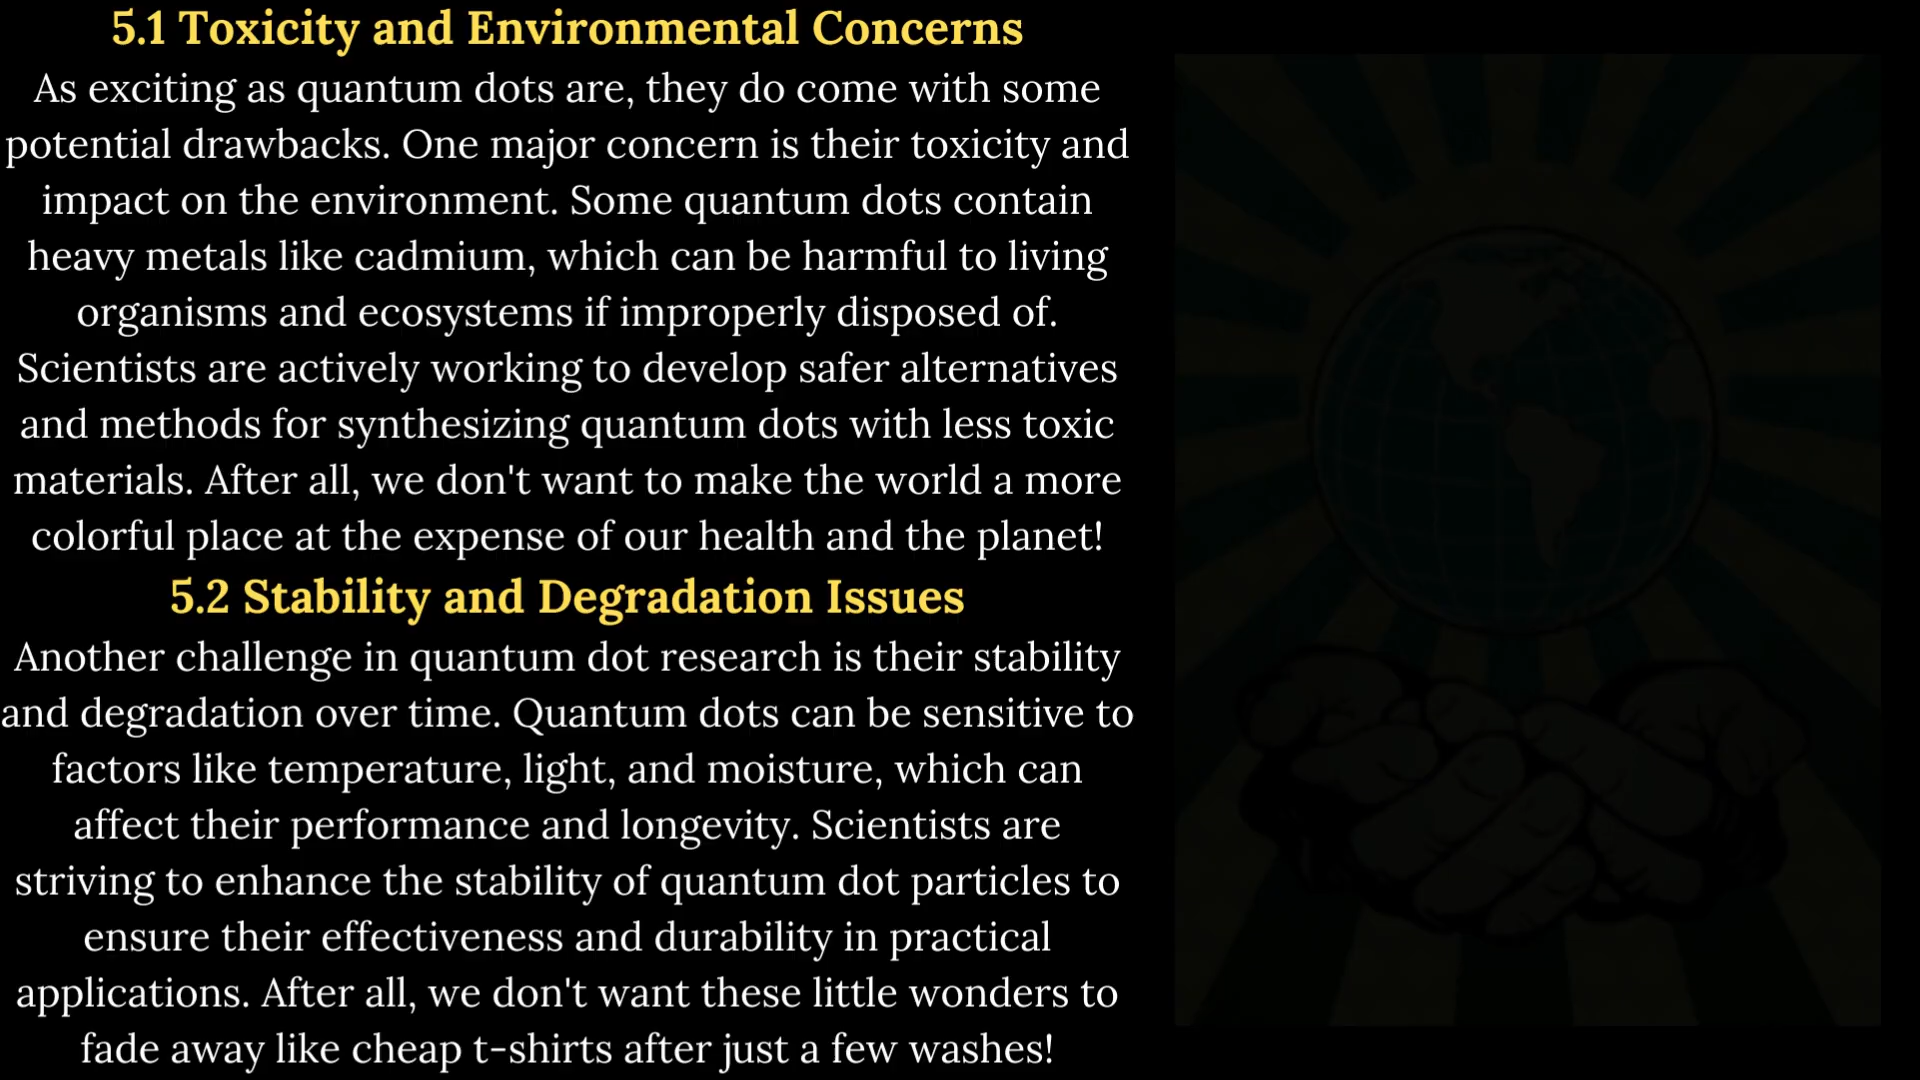 5.1 Toxicity and Environmental Concerns
As exciting as quantum dots are, they do come with some
potential drawbacks. One major concern is their toxicity and
impact on the environment. Some quantum dots contain
heavy metals like cadmium, which can be harmful to living
organisms and ecosystems if improperly disposed of.
Scientists are actively working to develop safer alternatives
and methods for synthesizing quantum dots with less toxic
materials. After all, we don't want to make the world a more
colorful place at the expense of our health and the planet!
5.2 Stability and Degradation Issues
Another challenge in quantum dot research is their stability
and degradation over time. Quantum dots can be sensitive to
factors like temperature, light, and moisture, which can
affect their performance and longevity. Scientists are
striving to enhance the stability of quantum dot particles to
ensure their effectiveness and durability in practical
applications. After all, we don't want these little wonders to
fade away like cheap t-shirts after just a few washes!